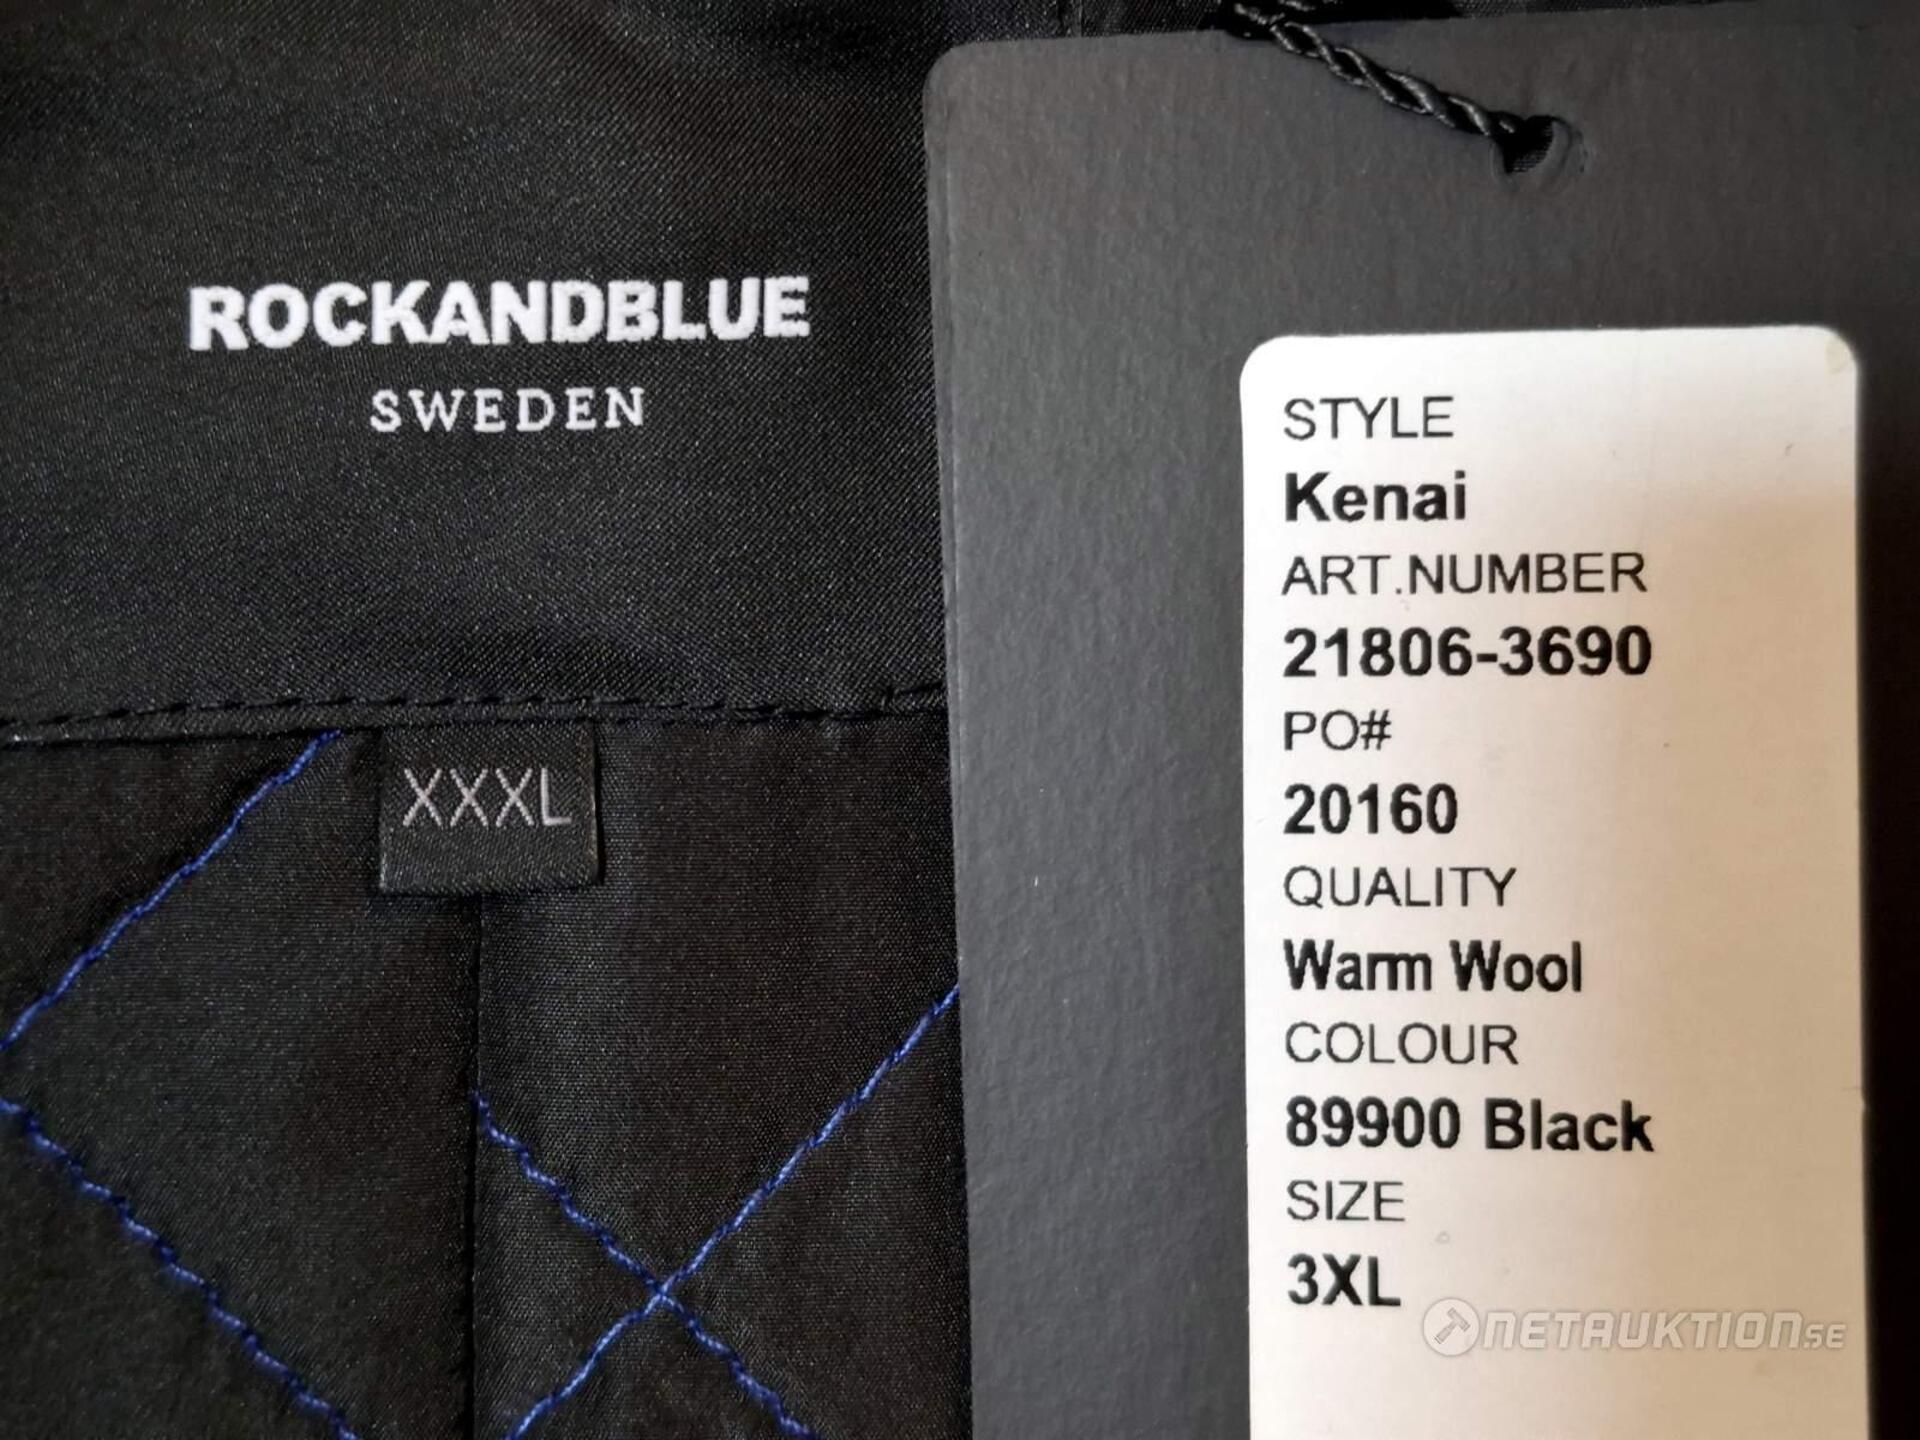 ROCKANDBLUE
SWEDEN
XXXL
STYLE
Kenai
ART.NUMBER
21806-3690
PO#
20160
QUALITY
Warm Wool
COLOUR
89900 Black
SIZE
3XL
NETAUKTION.SE